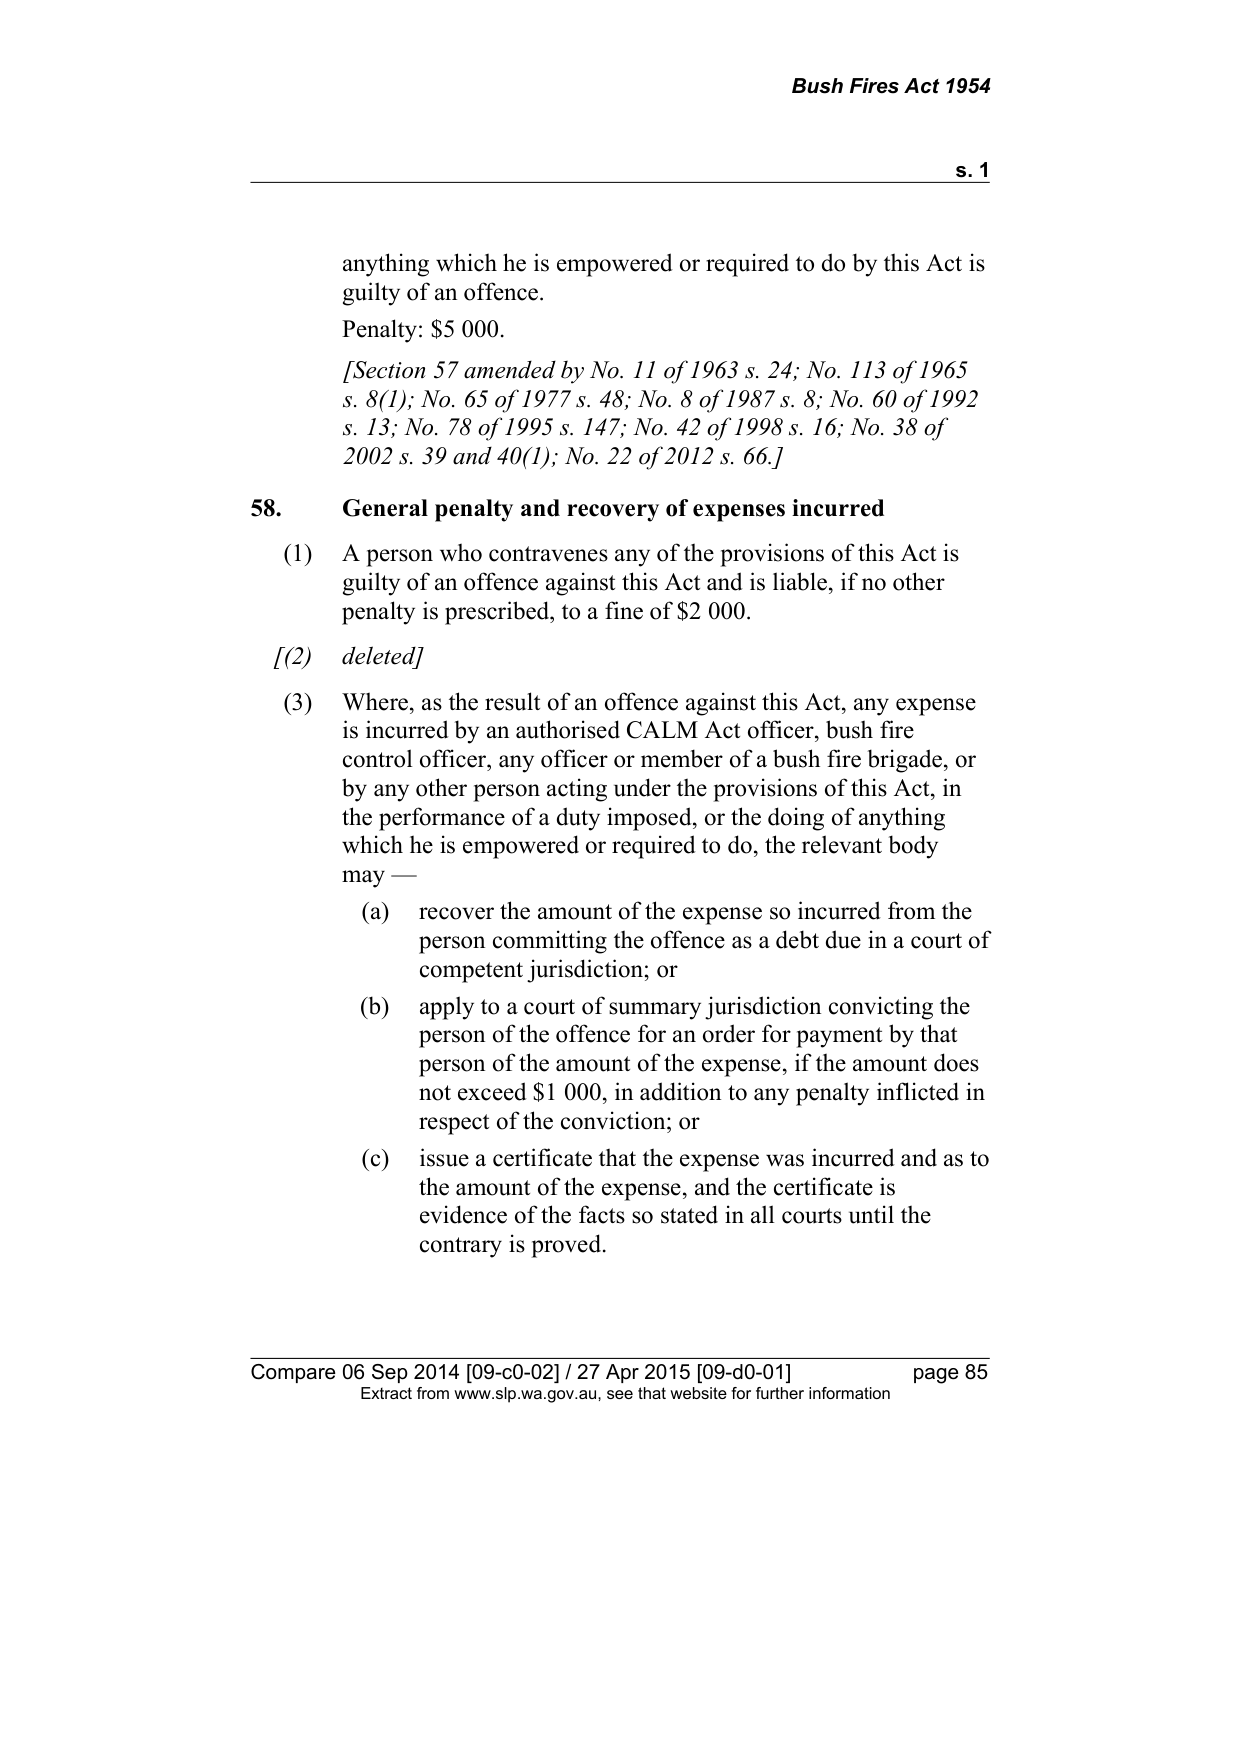 Bush Fires Act 1954
s. 1
anything which he is empowered or required to do by this Act is
guilty of an offence.
Penalty: $5 000.
[Section 57 amended by No. 11 of 1963 s. 24; No. 113 of 1965
s. 8(1); No. 65 of 1977 s. 48; No. 8 of 1987 s. 8; No. 60 of 1992
s. 13; No. 78 of 1995 s. 147; No. 42 of 1998 s. 16; No. 38 of
2002 s. 39 and 40(1); No. 22 of 2012 s. 66.]
58. General penalty and recovery of expenses incurred
(1) A person who contravenes any of the provisions of this Act is
guilty of an offence against this Act and is liable, if no other
penalty is prescribed, to a fine of $2 000.
[(2) deleted]
(3) Where, as the result of an offence against this Act, any expense
is incurred by an authorised CALM Act officer, bush fire
control officer, any officer or member of a bush fire brigade, or
by any other person acting under the provisions of this Act, in
the performance of a duty imposed, or the doing of anything
which he is empowered or required to do, the relevant body
may —
(a) recover the amount of the expense so incurred from the
person committing the offence as a debt due in a court of
competent jurisdiction; or
(b) apply to a court of summary jurisdiction convicting the
person of the offence for an order for payment by that
person of the amount of the expense, if the amount does
not exceed $1 000, in addition to any penalty inflicted in
respect of the conviction; or
(c) issue a certificate that the expense was incurred and as to
the amount of the expense, and the certificate is
evidence of the facts so stated in all courts until the
contrary is proved.
Compare 06 Sep 2014 [09-c0-02] / 27 Apr 2015 [09-d0-01] page 85
Extract from www.slp.wa.gov.au, see that website for further information